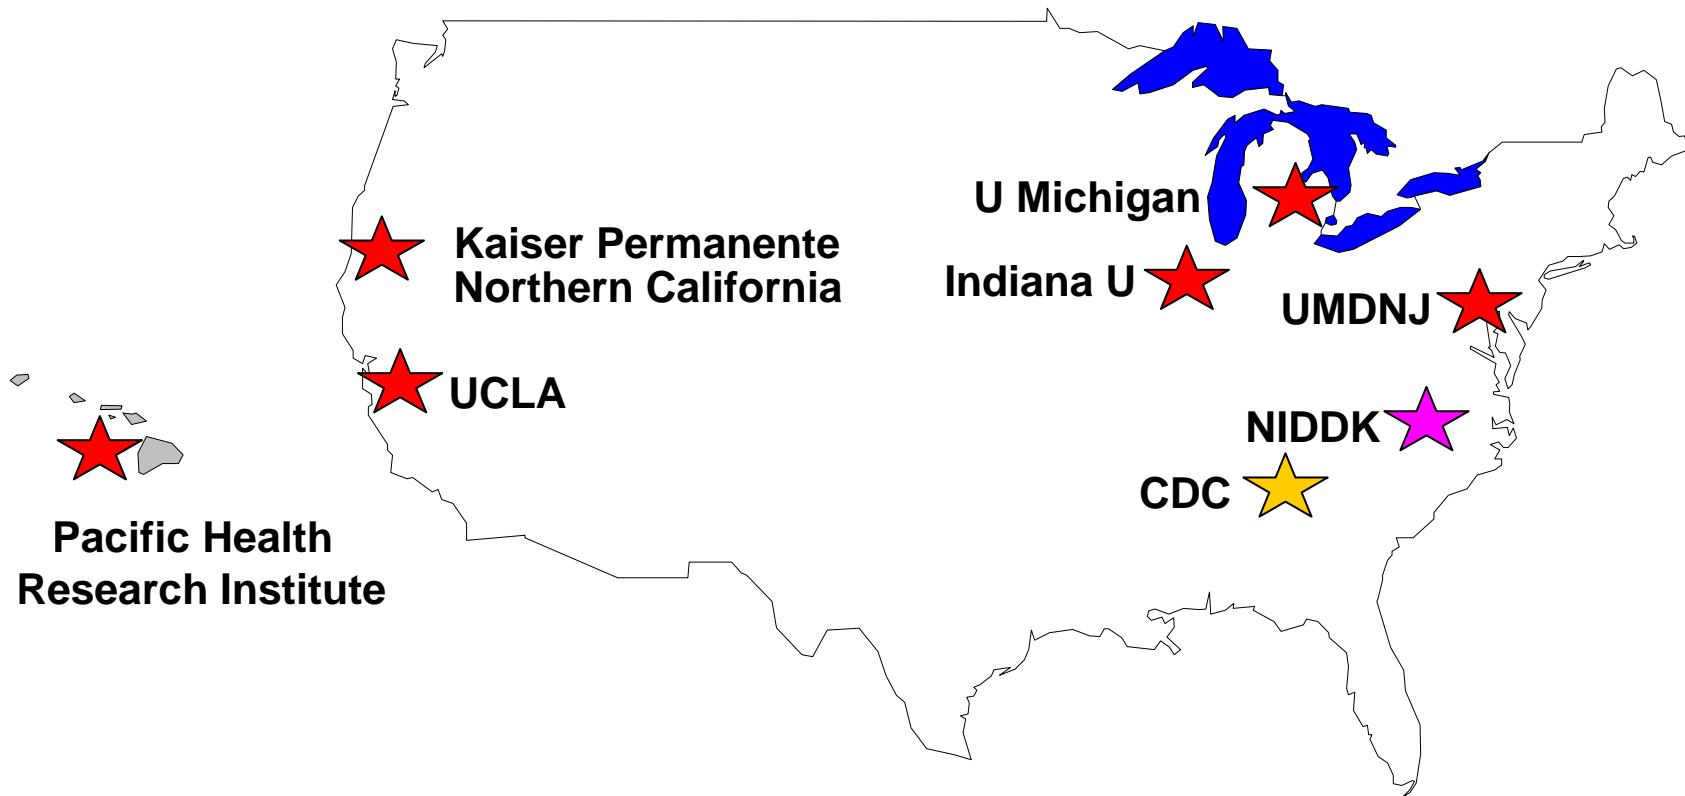 U Michigan
Kaiser Permanente
Northern California
Indiana U
UMDNJ
UCLA
NIDDK
CDC
Pacific Health
Research Institute